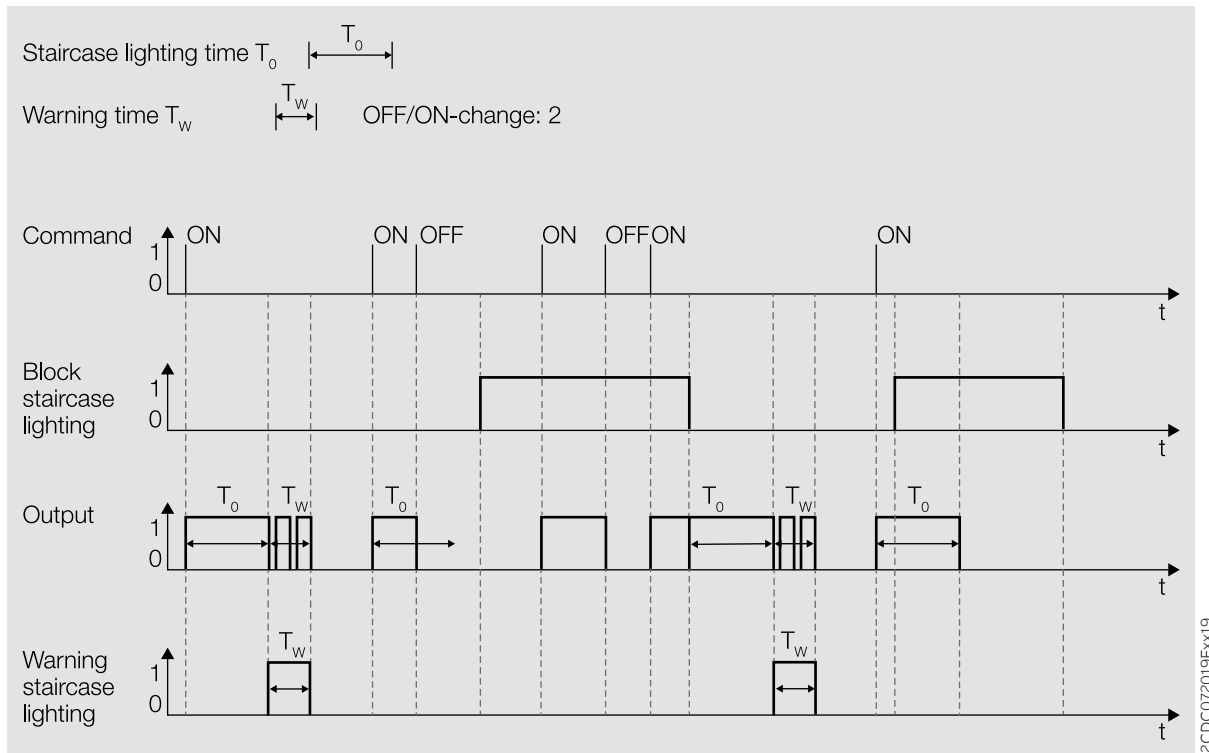 Staircase lighting time T0
T0
Warning time TW
TW
OFF/ON-change: 2
Command
1
0
ON
ON
OFF
ON
OFF
ON
ON
t
Block
staircase
lighting
1
0
t
Output
1
0
T0
TW
T0
T0
TW
T0
t
Warning
staircase
lighting
1
0
TW
TW
t
2CDC072019Fxx19